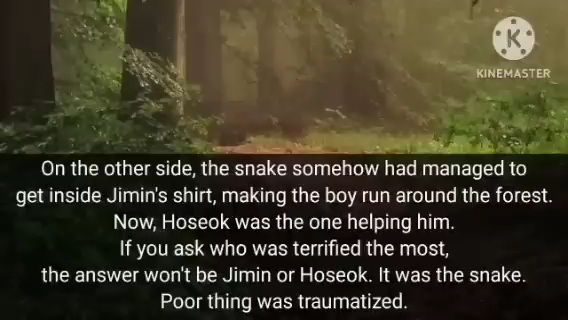 KINEMASTER
On the other side, the snake somehow had managed to
get inside Jimin's shirt, making the boy run around the forest.
Now, Hoseok was the one helping him.
If you ask who was terrified the most,
the answer won't be Jimin or Hoseok. It was the snake.
Poor thing was traumatized.